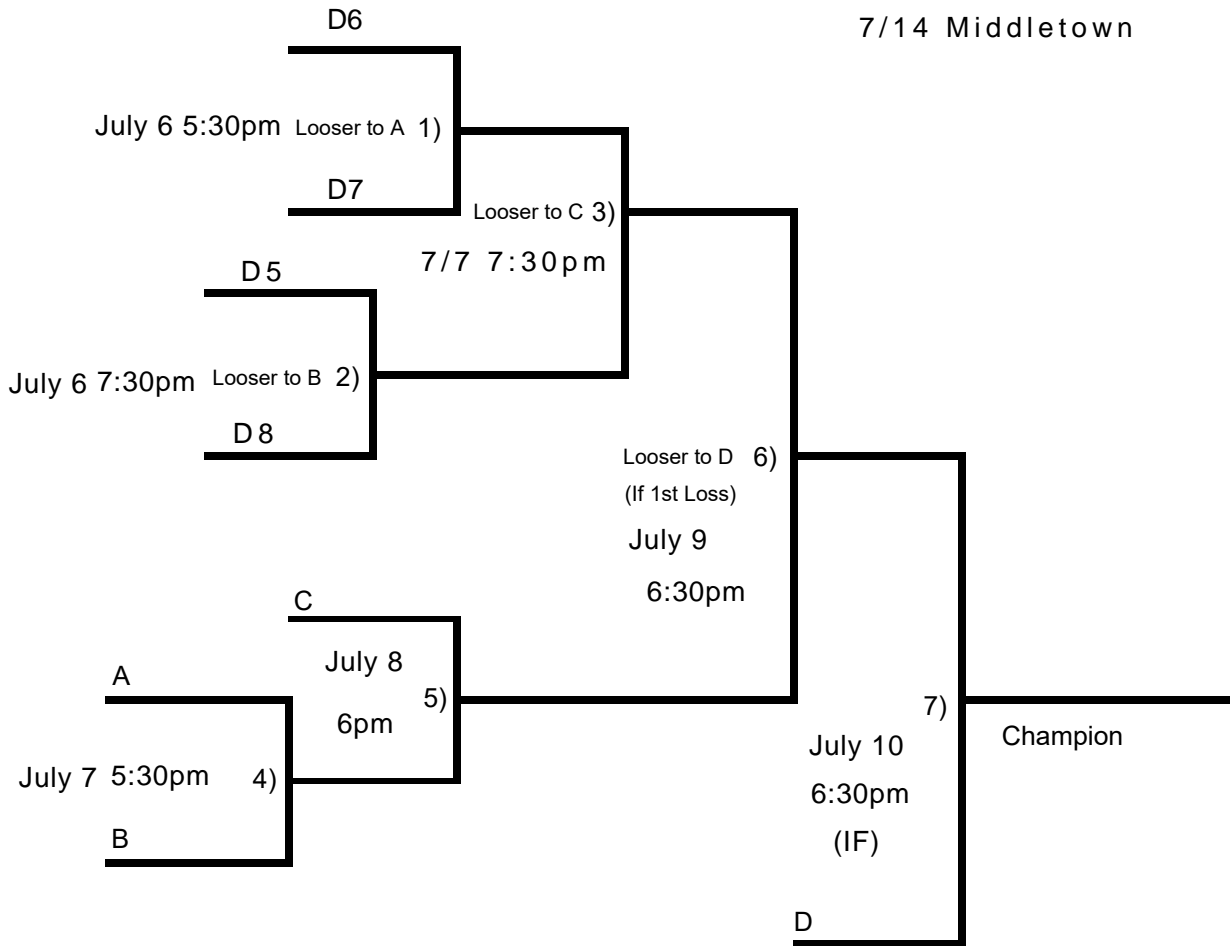 D6
7/14 Middletown
July 6 5:30pm Looser to A 1)
D7
Looser to C 3)
7/7 7:30pm
D5
July 6 7:30pm Looser to B 2)
D8
Looser to D 6)
(If 1st Loss)
July 9
6:30pm
C
July 8
A
5)
6pm
7)
Champion
July 10
July 7 5:30pm 4)
6:30pm
B
(IF)
D